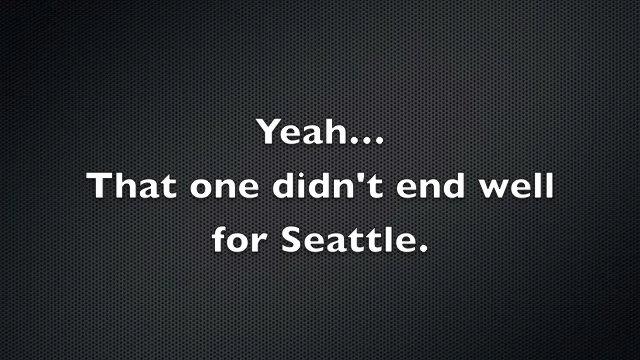 Yeah...
That one didn't end well
for Seattle.